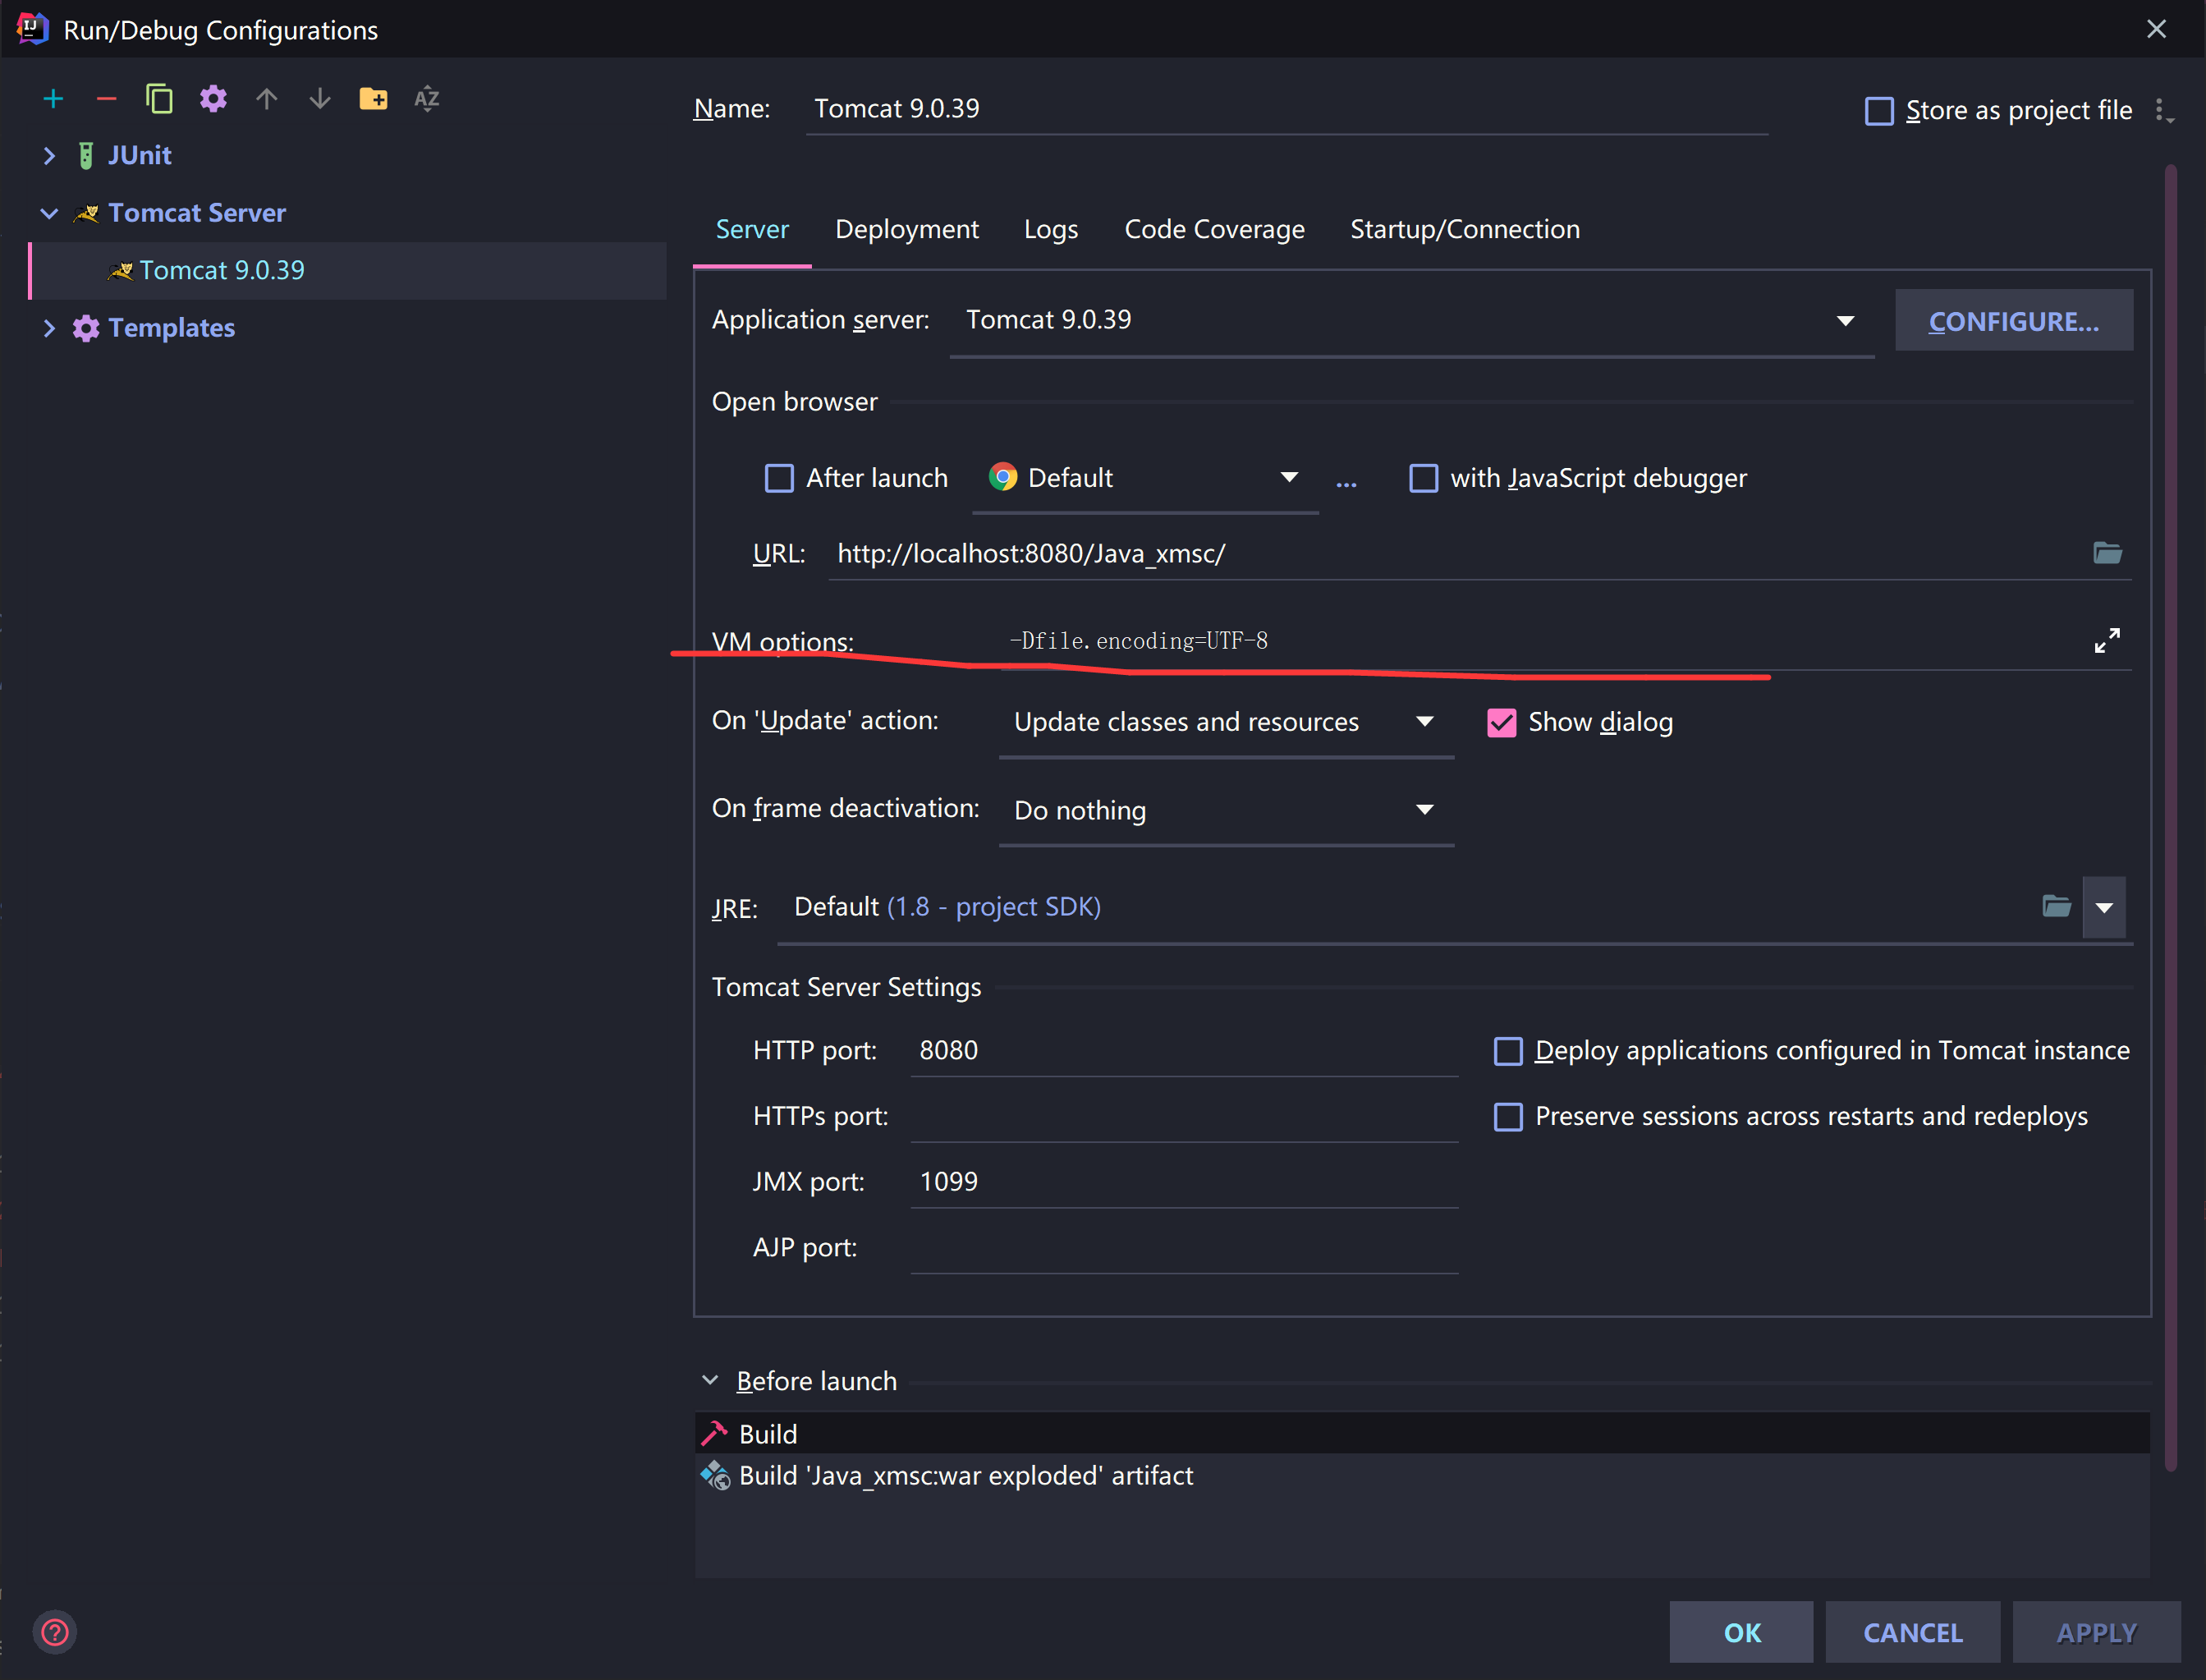 Run/Debug Configurations
JUnit
Tomcat Server
Tomcat 9.0.39
Templates
Name: Tomcat 9.0.39 Store as project file
Server Deployment Logs Code Coverage Startup/Connection
Application server: Tomcat 9.0.39 CONFIGURE...
Open browser
After launch Default ... with JavaScript debugger
URL: http://localhost:8080/Java_xmsc/
VM options: -Dfile.encoding=UTF-8
On 'Update' action: Update classes and resources Show dialog
On frame deactivation: Do nothing
JRE: Default (1.8 - project SDK)
Tomcat Server Settings
HTTP port: 8080 Deploy applications configured in Tomcat instance
HTTPs port: Preserve sessions across restarts and redeploys
JMX port: 1099
AJP port:
Before launch
Build
Build 'Java_xmsc:war exploded' artifact
OK CANCEL APPLY